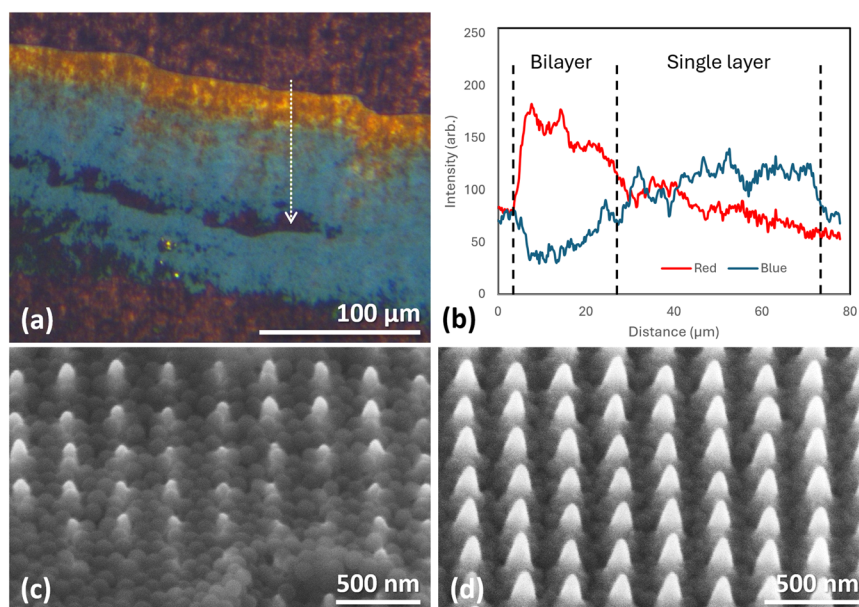 (a)
100 µm
250
200
150
100
50
0
Intensity (arb.)
Bilayer
Single layer
Red
Blue
0
20
40
60
80
Distance (µm)
(b)
(c)
500 nm
(d)
500 nm